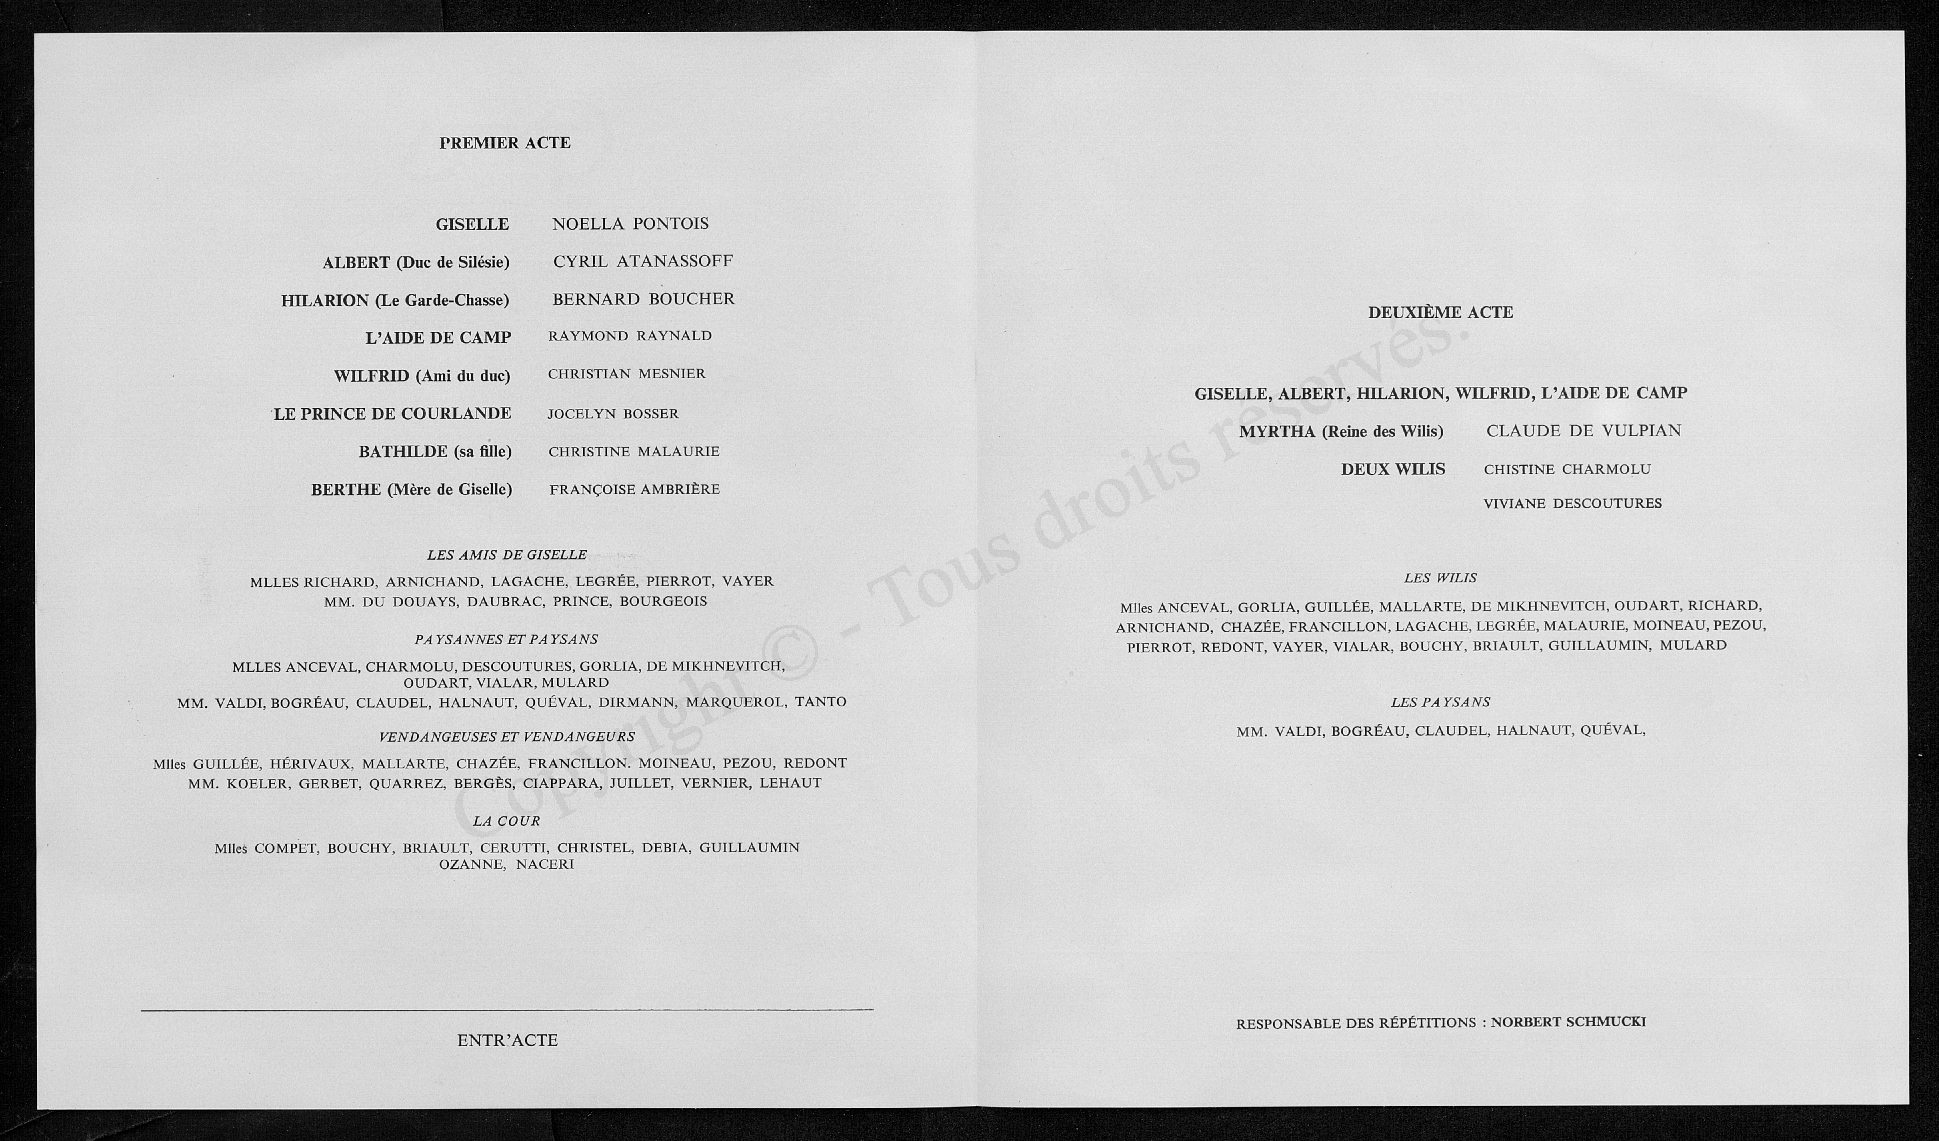 PREMIER ACTE
GISELLE NOELLA PONTOIS
ALBERT (Duc de Silésie) CYRIL ATANASSOFF
HILARION (Le Garde-Chasse) BERNARD BOUCHER
L'AIDE DE CAMP RAYMOND RAYNALD
WILFRID (Ami du duc) CHRISTIAN MESNIER
LE PRINCE DE COURLANDE JOCELYN BOSSER
BATHILDE (sa fille) CHRISTINE MALAURIE
BERTHE (Mère de Giselle) FRANÇOISE AMBRIÈRE
LES AMIS DE GISELLE
MLLES RICHARD, ARNICHAND, LAGACHE, LEGRÉE, PIERROT, VAYER
MM. DU DOUAYS, DAUBRAC, PRINCE, BOURGEOIS
PAYSANNES ET PAYSANS
MLLES ANCEVAL, CHARMOLU, DESCOUTURES, GORLIA, DE MIKHNEVITCH,
OUDART, VIALAR, MULARD
MM. VALDI, BOGRÉAU, CLAUDEL, HALNAUT, QUÉVAL, DIRMANN, MARQUEROL, TANTO
VENDANGEUSES ET VENDANGEURS
Mlles GUILLÉE, HÉRIVAUX, MALLARTE, CHAZÉE, FRANCILLON. MOINEAU, PEZOU, REDONT
MM. KOELER, GERBET, QUARREZ, BERGÈS, CIAPPARA, JUILLET, VERNIER, LEHAUT
LA COUR
Mlles COMPET, BOUCHY, BRIAULT, CERUTTI, CHRISTEL, DEBIA, GUILLAUMIN
OZANNE, NACERI
ENTR'ACTE
DEUXIÈME ACTE
GISELLE, ALBERT, HILARION, WILFRID, L'AIDE DE CAMP
MYRTHA (Reine des Wilis) CLAUDE DE VULPIAN
DEUX WILIS CHISTINE CHARMOLU
VIVIANE DESCOUTURES
LES WILIS
Mlles ANCEVAL, GORLIA, GUILLÉE, MALLARTE, DE MIKHNEVITCH, OUDART, RICHARD,
ARNICHAND, CHAZÉE, FRANCILLON, LAGACHE, LEGRÉE, MALAURIE, MOINEAU, PEZOU,
PIERROT, REDONT, VAYER, VIALAR, BOUCHY, BRIAULT, GUILLAUMIN, MULARD
LES PAYSANS
MM. VALDI, BOGRÉAU, CLAUDEL, HALNAUT, QUÉVAL,
RESPONSABLE DES RÉPÉTITIONS : NORBERT SCHMUCKI
Copyright © - Tous droits réservés.